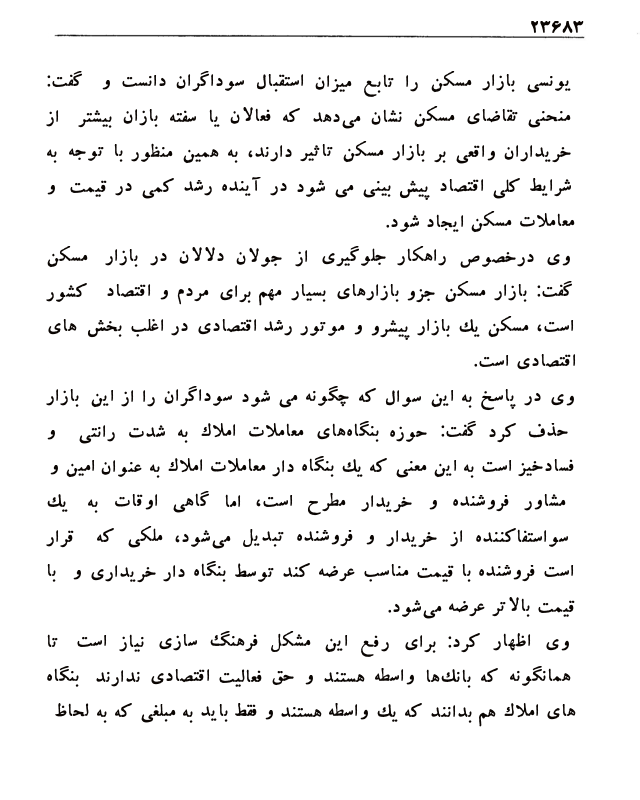 ۲۳۶۸۳
یونسی بازار مسکن را تابع میزان استقبال سوداگران دانست و گفت:
منحنی تقاضای مسکن نشان می‌دهد که فعالان یا سفته بازان بیشتر از
خریداران واقعی بر بازار مسکن تاثیر دارند، به همین منظور با توجه به
شرایط کلی اقتصاد پیش بینی می شود در آینده رشد کمی در قیمت و
معاملات مسکن ایجاد شود.
وی درخصوص راهکار جلوگیری از جولان دلالان در بازار مسکن
گفت: بازار مسکن جزو بازارهای بسیار مهم برای مردم و اقتصاد کشور
است، مسکن یك بازار پیشرو و موتور رشد اقتصادی در اغلب بخش های
اقتصادی است.
وی در پاسخ به این سوال که چگونه می شود سوداگران را از این بازار
حذف کرد گفت: حوزه بنگاه‌های معاملات املاك به شدت رانتی و
فسادخیز است به این معنی که یك بنگاه دار معاملات املاك به عنوان امین و
مشاور فروشنده و خریدار مطرح است، اما گاهی اوقات به یك
سواستفاکننده از خریدار و فروشنده تبدیل می‌شود، ملکی که قرار
است فروشنده با قیمت مناسب عرضه کند توسط بنگاه دار خریداری و با
قیمت بالاتر عرضه می‌شود.
وی اظهار کرد: برای رفع این مشکل فرهنگ سازی نیاز است تا
همانگونه که بانك‌ها واسطه هستند و حق فعالیت اقتصادی ندارند بنگاه
های املاك هم بدانند که یك واسطه هستند و فقط باید به مبلغی که به لحاظ